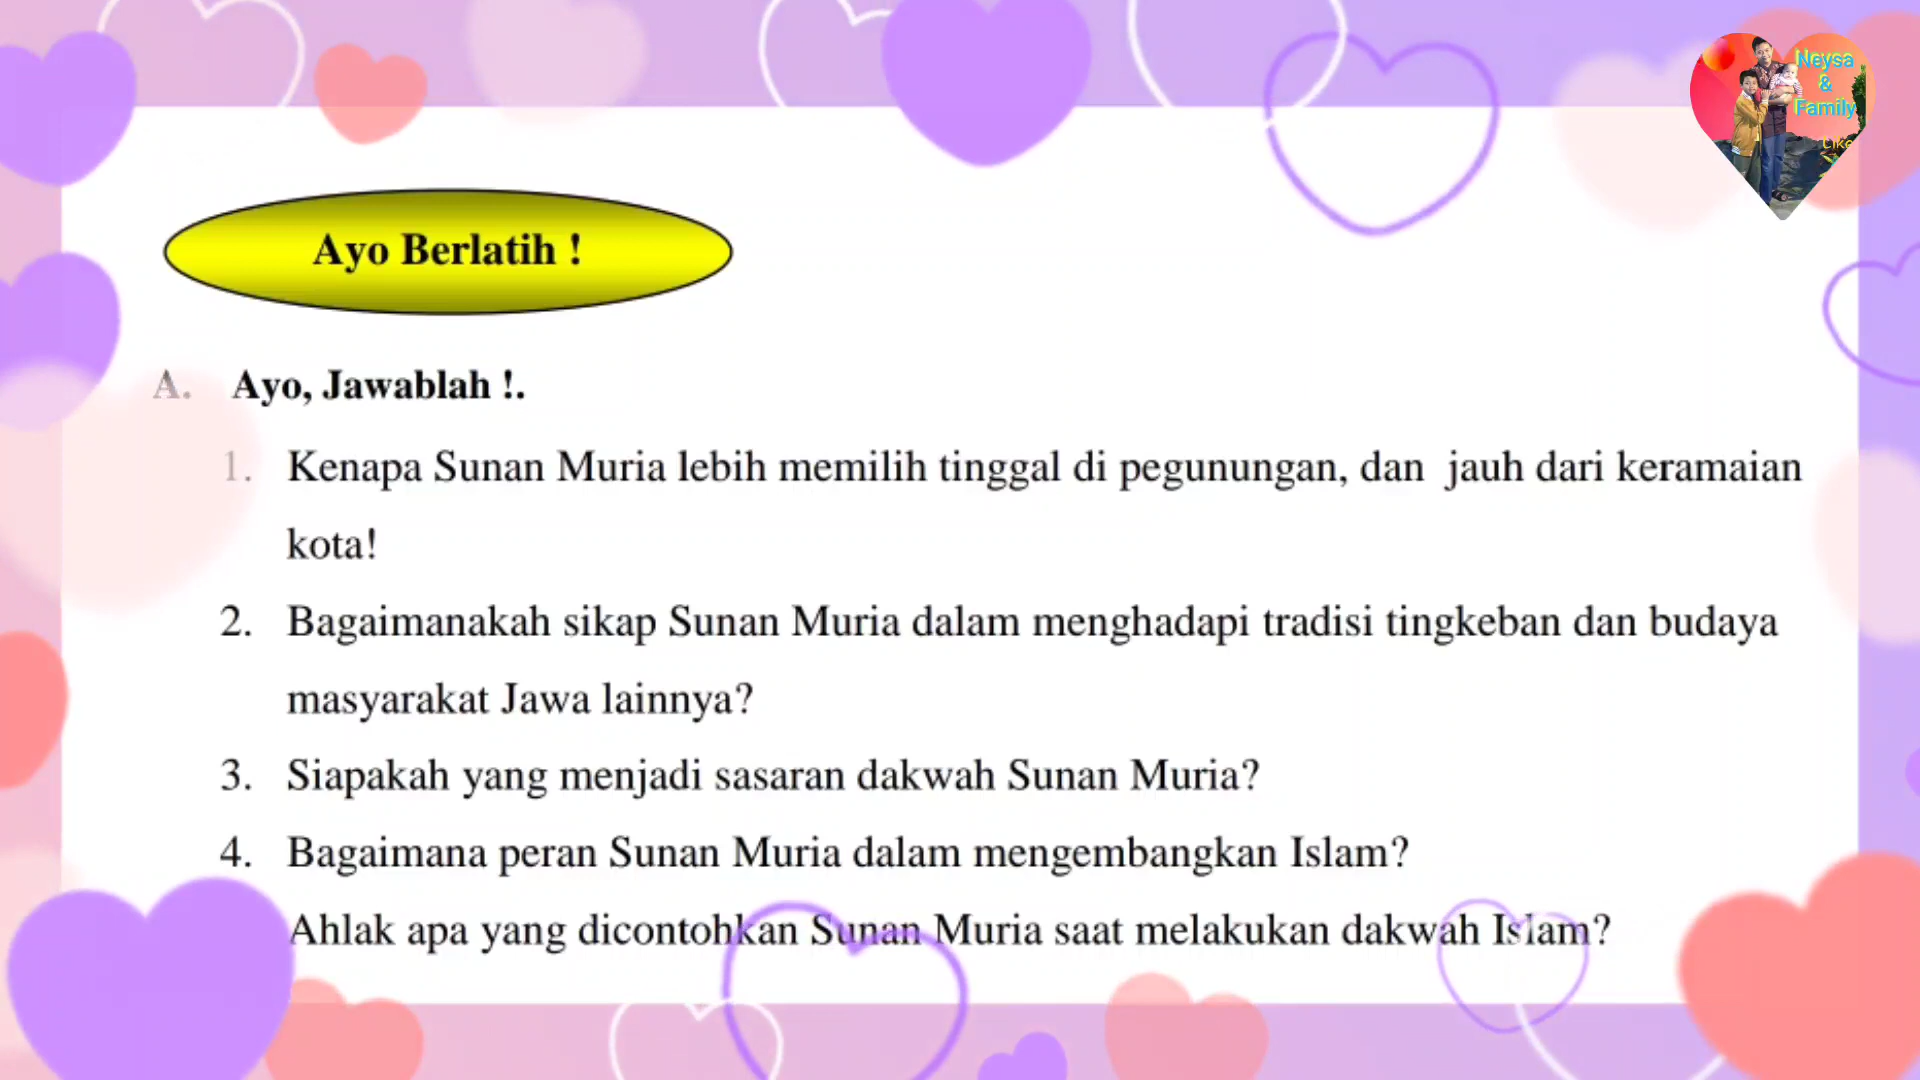 Neysa
&
Family
Like
Ayo Berlatih !
A. Ayo, Jawablah !.
1. Kenapa Sunan Muria lebih memilih tinggal di pegunungan, dan jauh dari keramaian
kota!
2. Bagaimanakah sikap Sunan Muria dalam menghadapi tradisi tingkeban dan budaya
masyarakat Jawa lainnya?
3. Siapakah yang menjadi sasaran dakwah Sunan Muria?
4. Bagaimana peran Sunan Muria dalam mengembangkan Islam?
Ahlak apa yang dicontohkan Sunan Muria saat melakukan dakwah Islam?